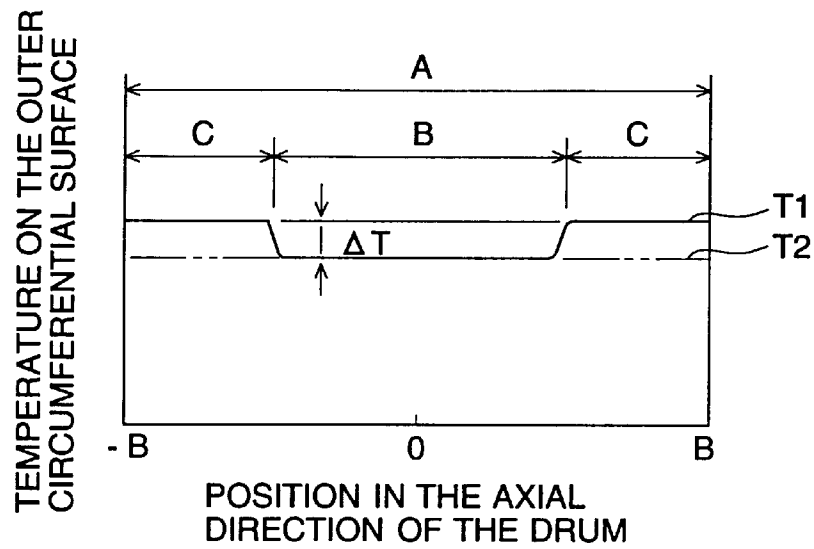 TEMPERATURE ON THE OUTER
CIRCUMFERENTIAL SURFACE
A
C
B
C
T1
ΔT
T2
- B
0
B
POSITION IN THE AXIAL
DIRECTION OF THE DRUM